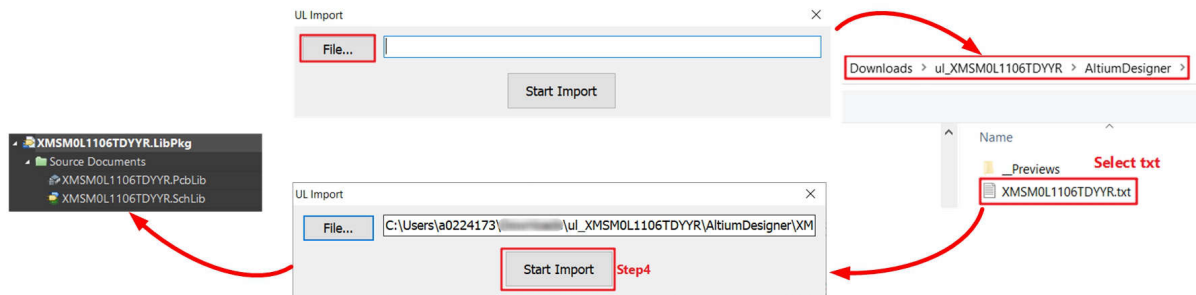 UL Import
File...
Start Import
Downloads > ul_XMSM0L1106TDYYR > AltiumDesigner >
Name
__Previews
Select txt
XMSM0L1106TDYYR.txt
UL Import
File...
C:\Users\a0224173\ \ul_XMSM0L1106TDYYR\AltiumDesigner\XM
Start Import
Step4
XMSM0L1106TDYYR.LibPkg
Source Documents
XMSM0L1106TDYYR.PcbLib
XMSM0L1106TDYYR.SchLib